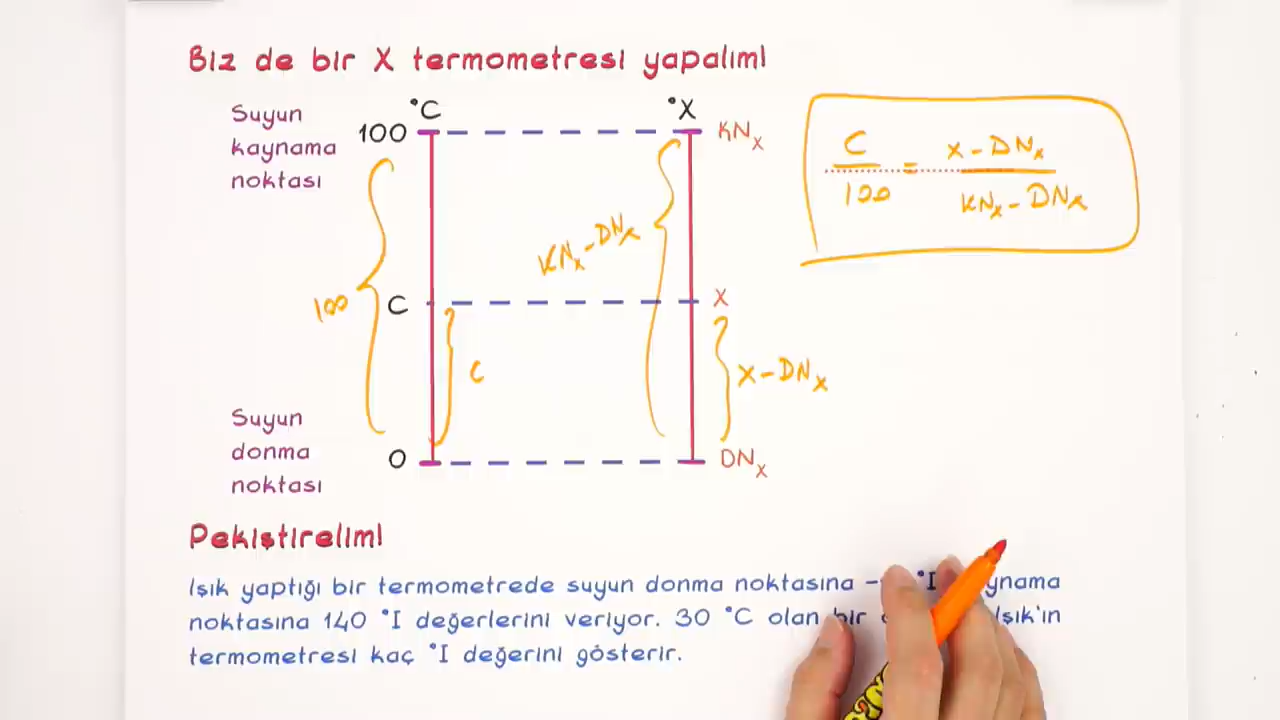 Biz de bir X termometresi yapalım!
Suyun
kaynama
noktası
°C
°X
100
KNx
C
X
100
C
KNx - DNx
X - DNx
Suyun
donma
noktası
0
DNx
C / 100 = X - DNx / KNx - DNx
Pekiştirelim!
Işık yaptığı bir termometrede suyun donma noktasına - °I
noktasına 140 °I değerlerini veriyor. 30 °C olan bir Işık'ın
termometresi kaç °I değerini gösterir.